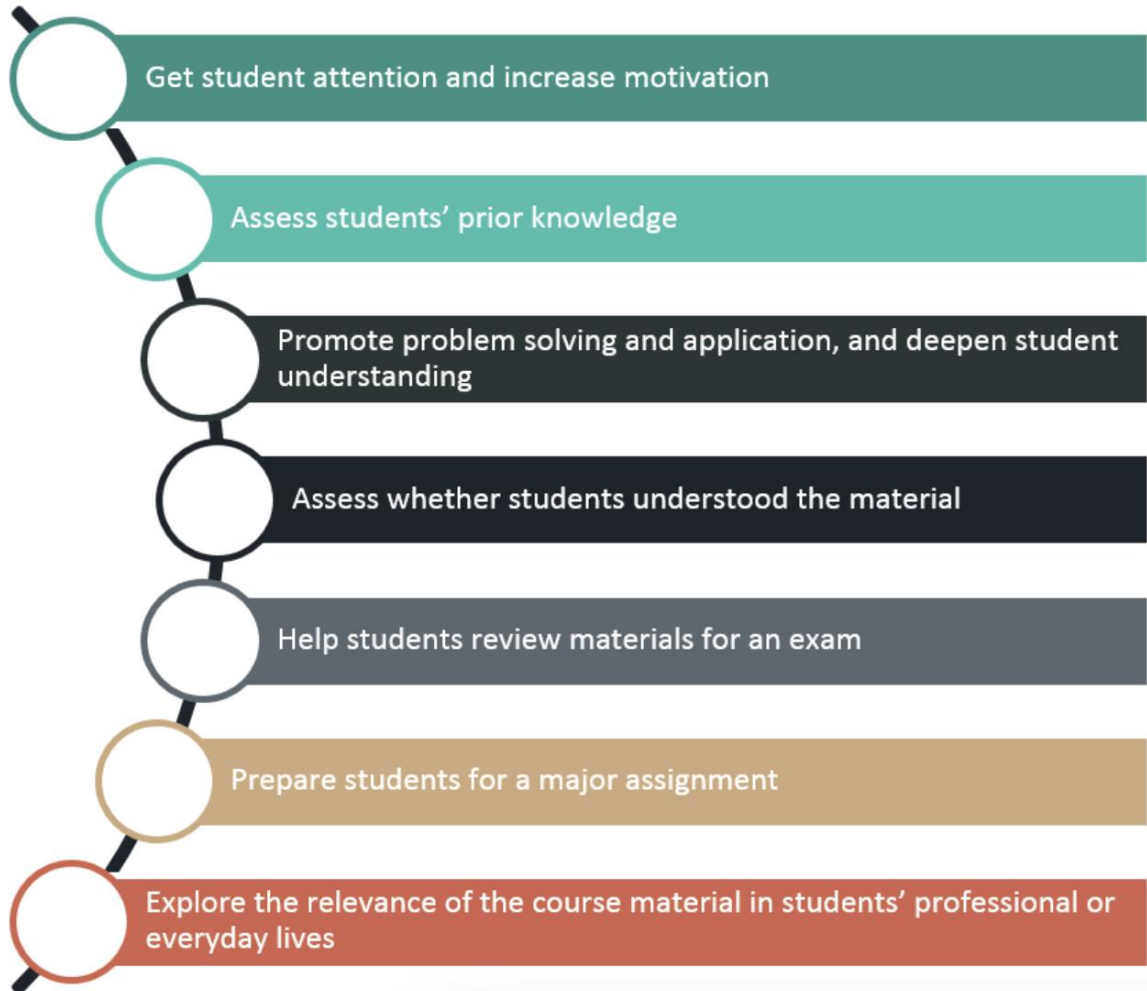 Get student attention and increase motivation
Assess students’ prior knowledge
Promote problem solving and application, and deepen student
understanding
Assess whether students understood the material
Help students review materials for an exam
Prepare students for a major assignment
Explore the relevance of the course material in students’ professional or
everyday lives